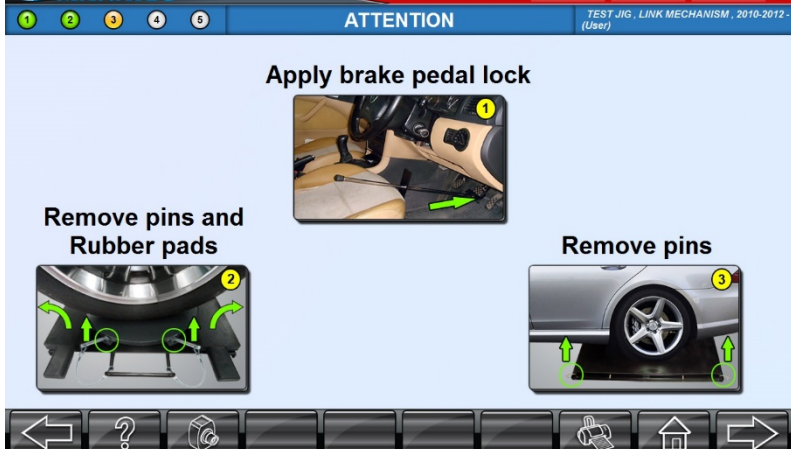 1 2 3 4 5
ATTENTION
TEST JIG , LINK MECHANISM , 2010-2012 -
(User)
Apply brake pedal lock
1
Remove pins and
Rubber pads
2
Remove pins
3
?